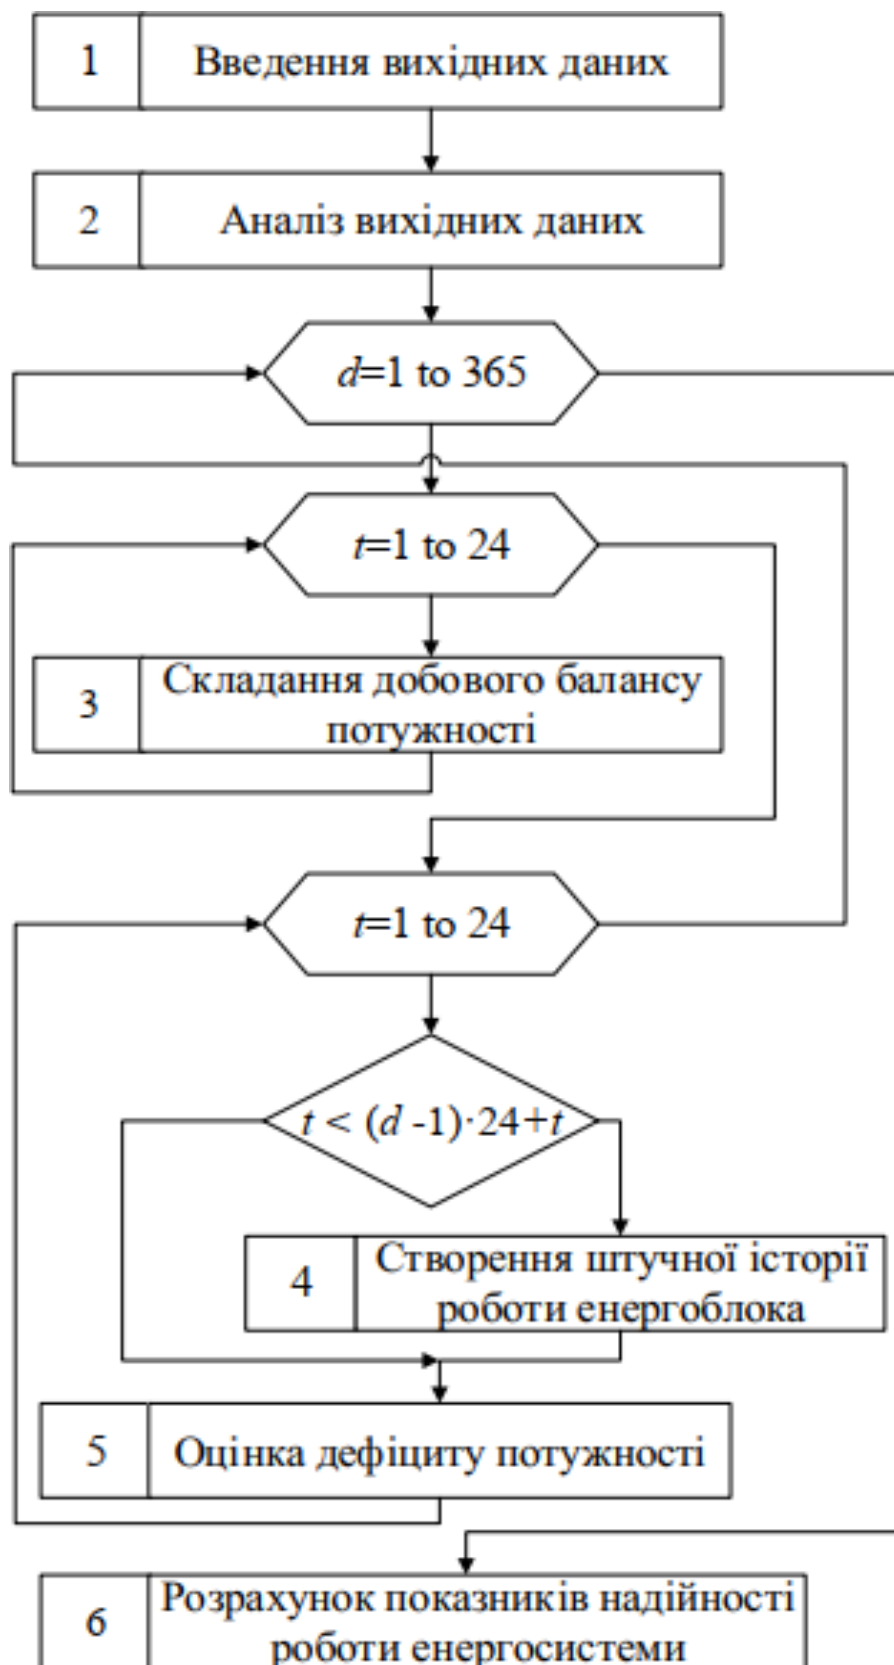 1 Введення вихідних даних
2 Аналіз вихідних даних
d=1 to 365
t=1 to 24
3 Складання добового балансу
потужності
t=1 to 24
t < (d -1)·24+t
4 Створення штучної історії
роботи енергоблока
5 Оцінка дефіциту потужності
6 Розрахунок показників надійності
роботи енергосистеми